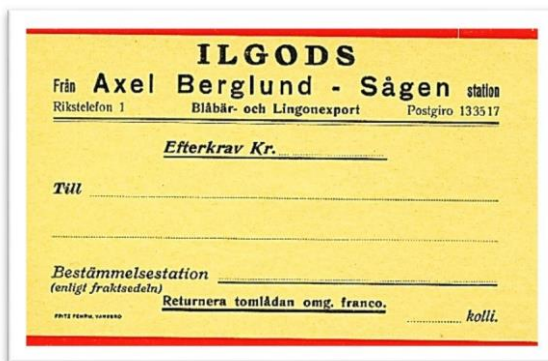 ILGODS
Från Axel Berglund - Sågen station
Rikstelefon 1 Blåbär- och Lingonexport Postgiro 133517
Efterkrav Kr.
Till
Bestämmelsestation
(enligt fraktsedeln)
Returnera tomlådan omg. franco.
kolli.
FRITZ